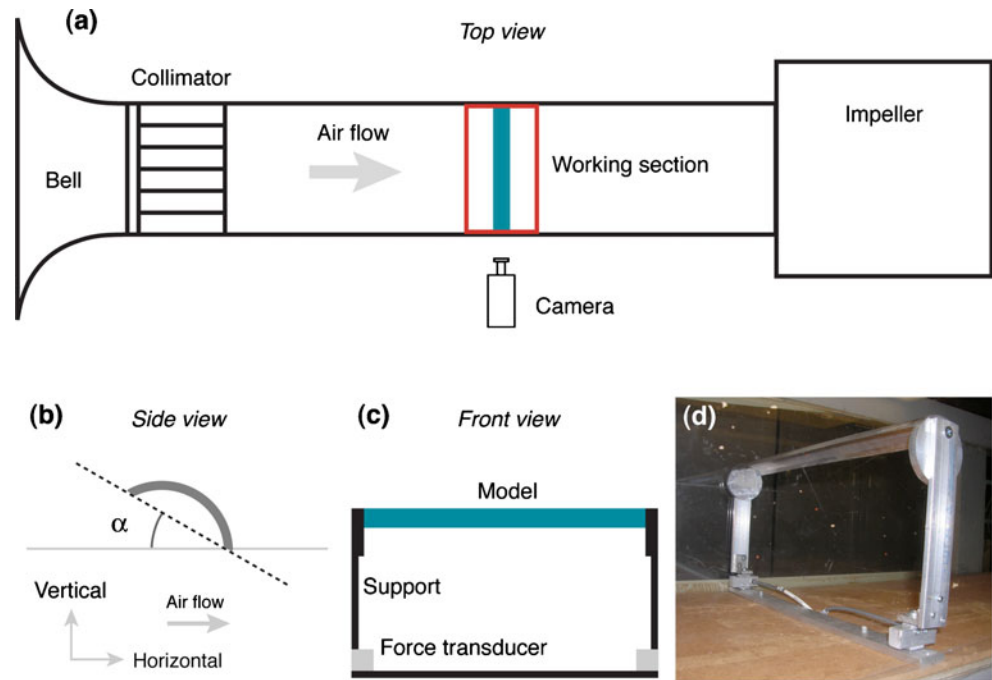 (a)
Top view
Collimator
Impeller
Air flow
Working section
Bell
Camera
(b)
Side view
α
Vertical
Air flow
Horizontal
(c)
Front view
Model
Support
Force transducer
(d)